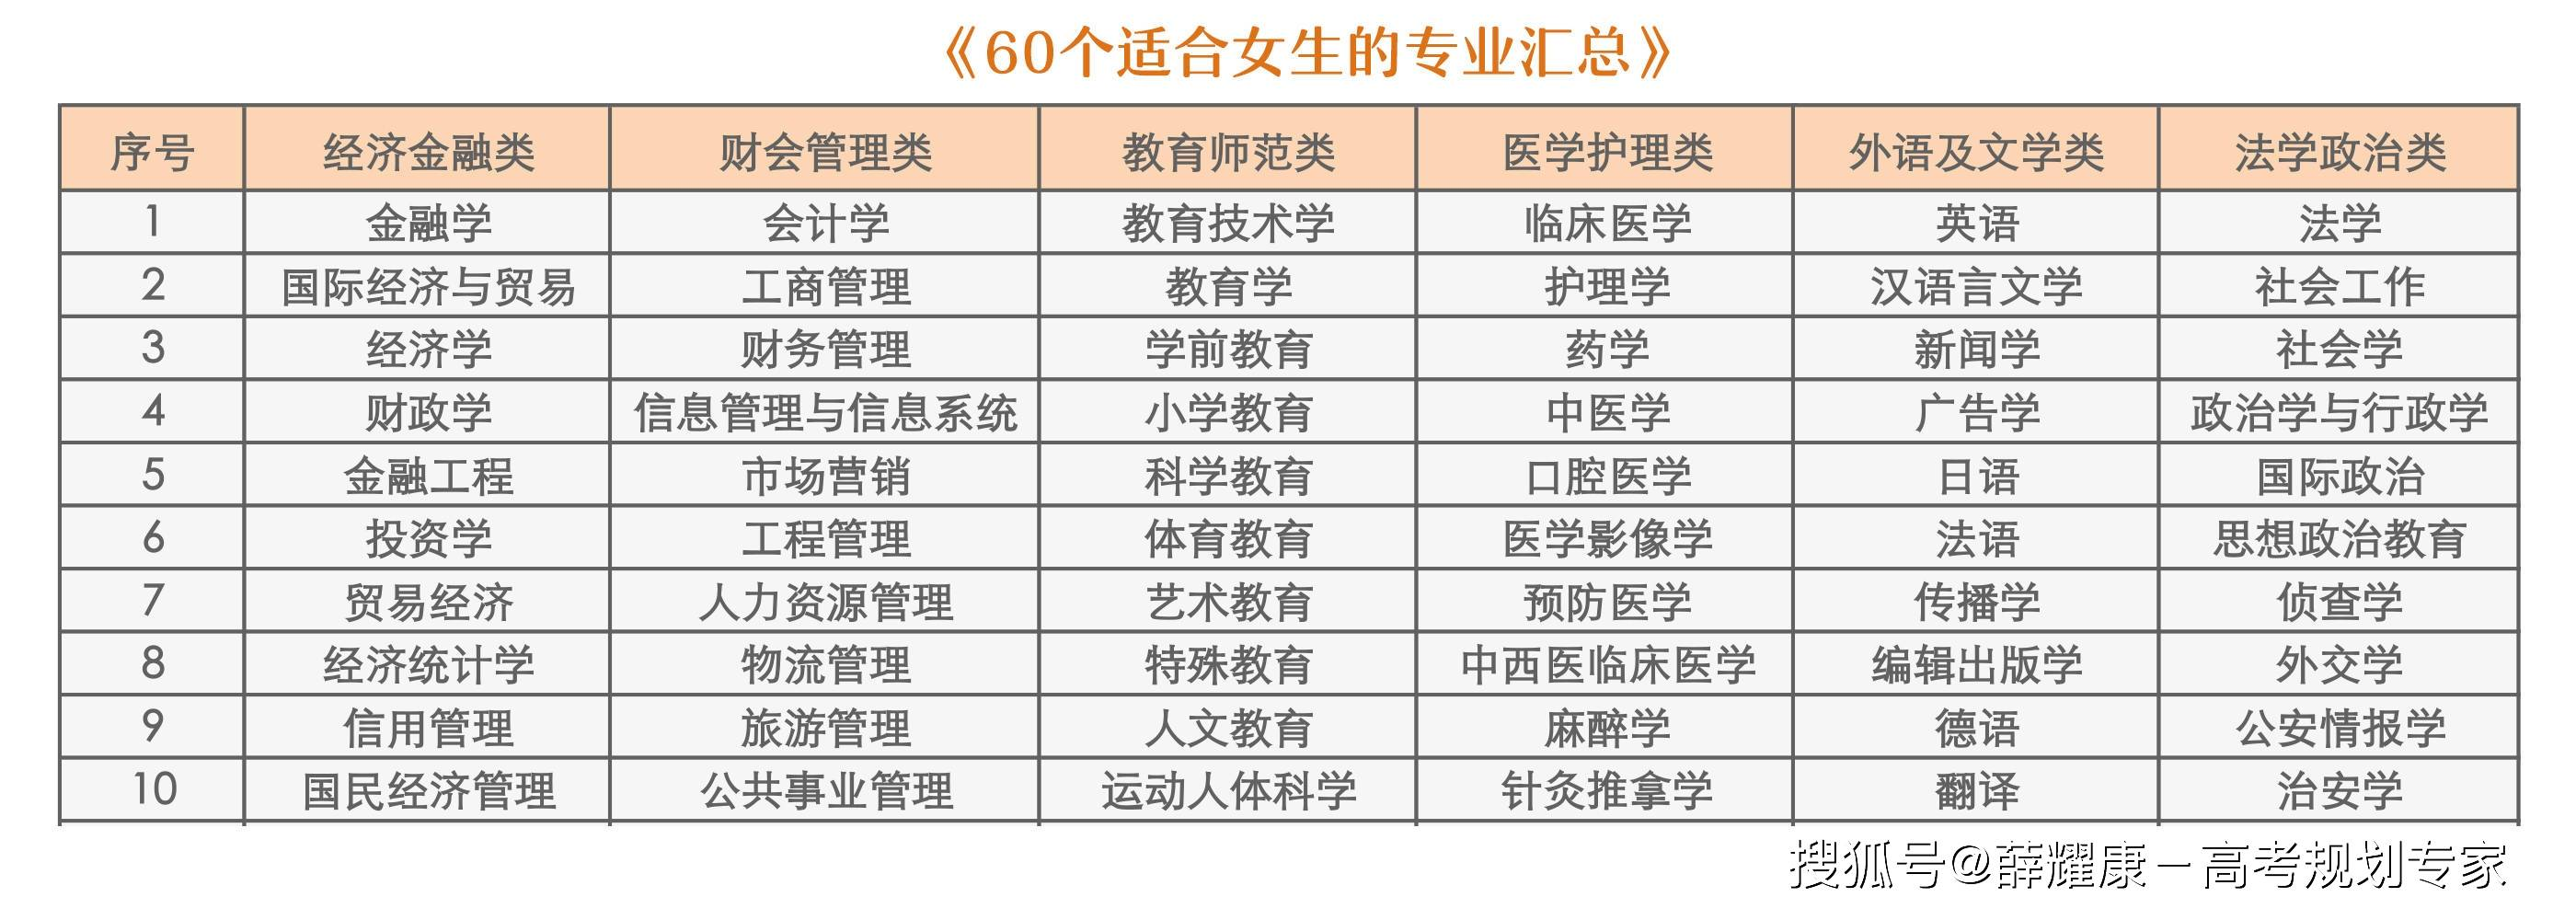 《60个适合女生的专业汇总》
序号 经济金融类 财会管理类 教育师范类 医学护理类 外语及文学类 法学政治类
1 金融学 会计学 教育技术学 临床医学 英语 法学
2 国际经济与贸易 工商管理 教育学 护理学 汉语言文学 社会工作
3 经济学 财务管理 学前教育 药学 新闻学 社会学
4 财政学 信息管理与信息系统 小学教育 中医学 广告学 政治学与行政学
5 金融工程 市场营销 科学教育 口腔医学 日语 国际政治
6 投资学 工程管理 体育教育 医学影像学 法语 思想政治教育
7 贸易经济 人力资源管理 艺术教育 预防医学 传播学 侦查学
8 经济统计学 物流管理 特殊教育 中西医临床医学 编辑出版学 外交学
9 信用管理 旅游管理 人文教育 麻醉学 德语 公安情报学
10 国民经济管理 公共事业管理 运动人体科学 针灸推拿学 翻译 治安学
搜狐号@薛耀康－高考规划专家